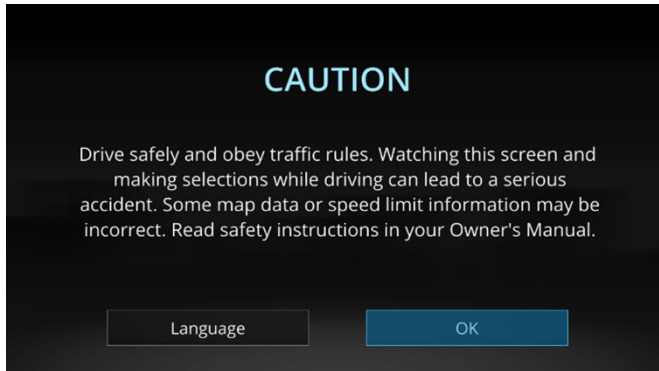 CAUTION
Drive safely and obey traffic rules. Watching this screen and
making selections while driving can lead to a serious
accident. Some map data or speed limit information may be
incorrect. Read safety instructions in your Owner's Manual.
Language
OK